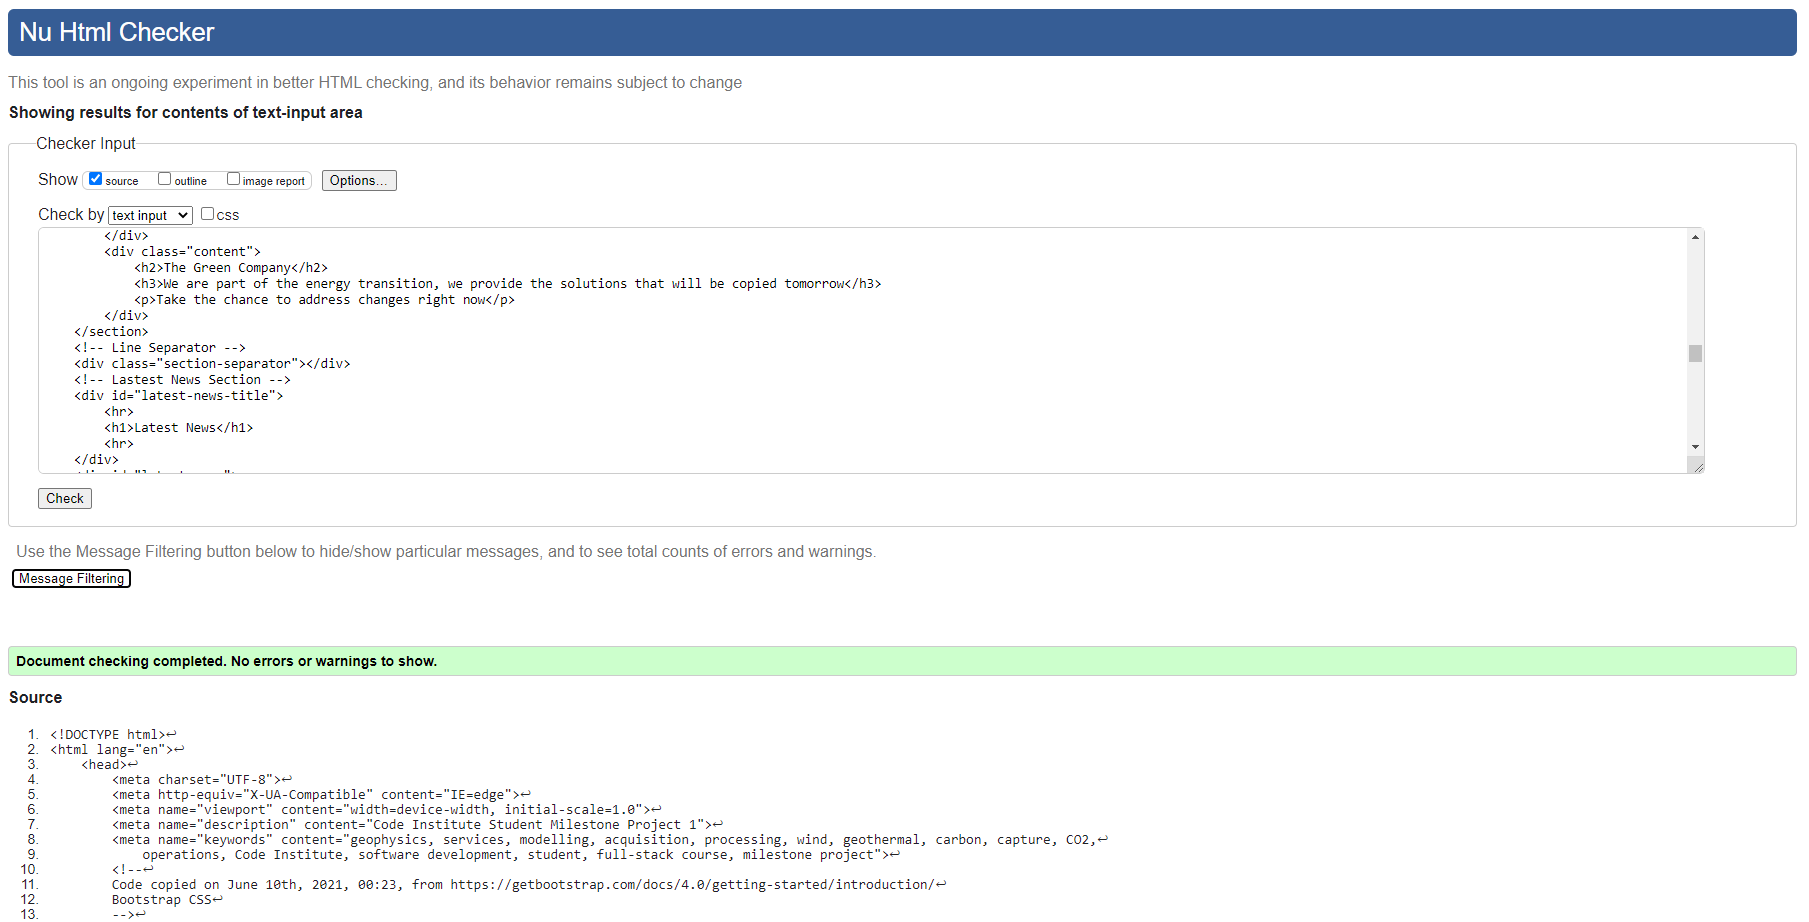 Nu Html Checker
This tool is an ongoing experiment in better HTML checking, and its behavior remains subject to change
Showing results for contents of text-input area
Checker Input
Show source outline image report Options...
Check by text input css
</div>
<div class="content">
<h2>The Green Company</h2>
<h3>We are part of the energy transition, we provide the solutions that will be copied tomorrow</h3>
<p>Take the chance to address changes right now</p>
</div>
</section>
<!-- Line Separator -->
<div class="section-separator"></div>
<!-- Lastest News Section -->
<div id="latest-news-title">
<hr>
<h1>Latest News</h1>
<hr>
</div>
Check
Use the Message Filtering button below to hide/show particular messages, and to see total counts of errors and warnings.
Message Filtering
Document checking completed. No errors or warnings to show.
Source
1. <!DOCTYPE html>↩
2. <html lang="en">↩
3. <head>↩
4. <meta charset="UTF-8">↩
5. <meta http-equiv="X-UA-Compatible" content="IE=edge">↩
6. <meta name="viewport" content="width=device-width, initial-scale=1.0">↩
7. <meta name="description" content="Code Institute Student Milestone Project 1">↩
8. <meta name="keywords" content="geophysics, services, modelling, acquisition, processing, wind, geothermal, carbon, capture, CO2,↩
9. operations, Code Institute, software development, student, full-stack course, milestone project">↩
10. <!--↩
11. Code copied on June 10th, 2021, 00:23, from https://getbootstrap.com/docs/4.0/getting-started/introduction/↩
12. Bootstrap CSS↩
13. -->↩